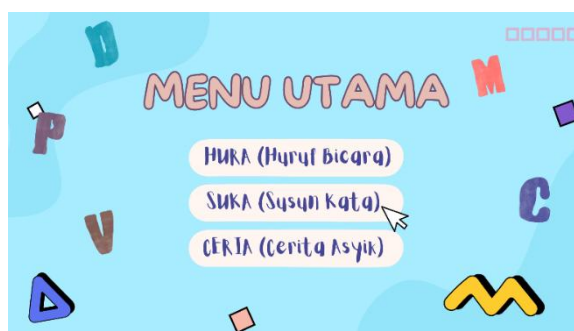 D
M
MENU UTAMA
P
HURA (Huruf Bicara)
SUKA (Susun Kata)
C
V
CERIA (Cerita Asyik)